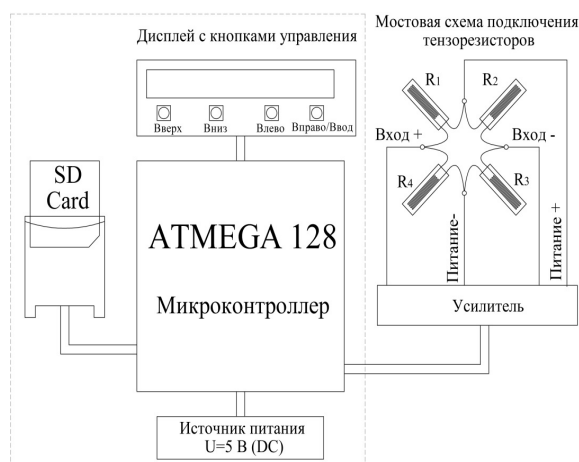 Дисплей с кнопками управления
Вверх
Вниз
Влево
Вправо/Ввод
Мостовая схема подключения
тензорезисторов
R1
R2
Вход +
Вход -
R4
R3
Питание-
Питание +
Усилитель
SD
Card
ATMEGA 128
Микроконтроллер
Источник питания
U=5 В (DC)